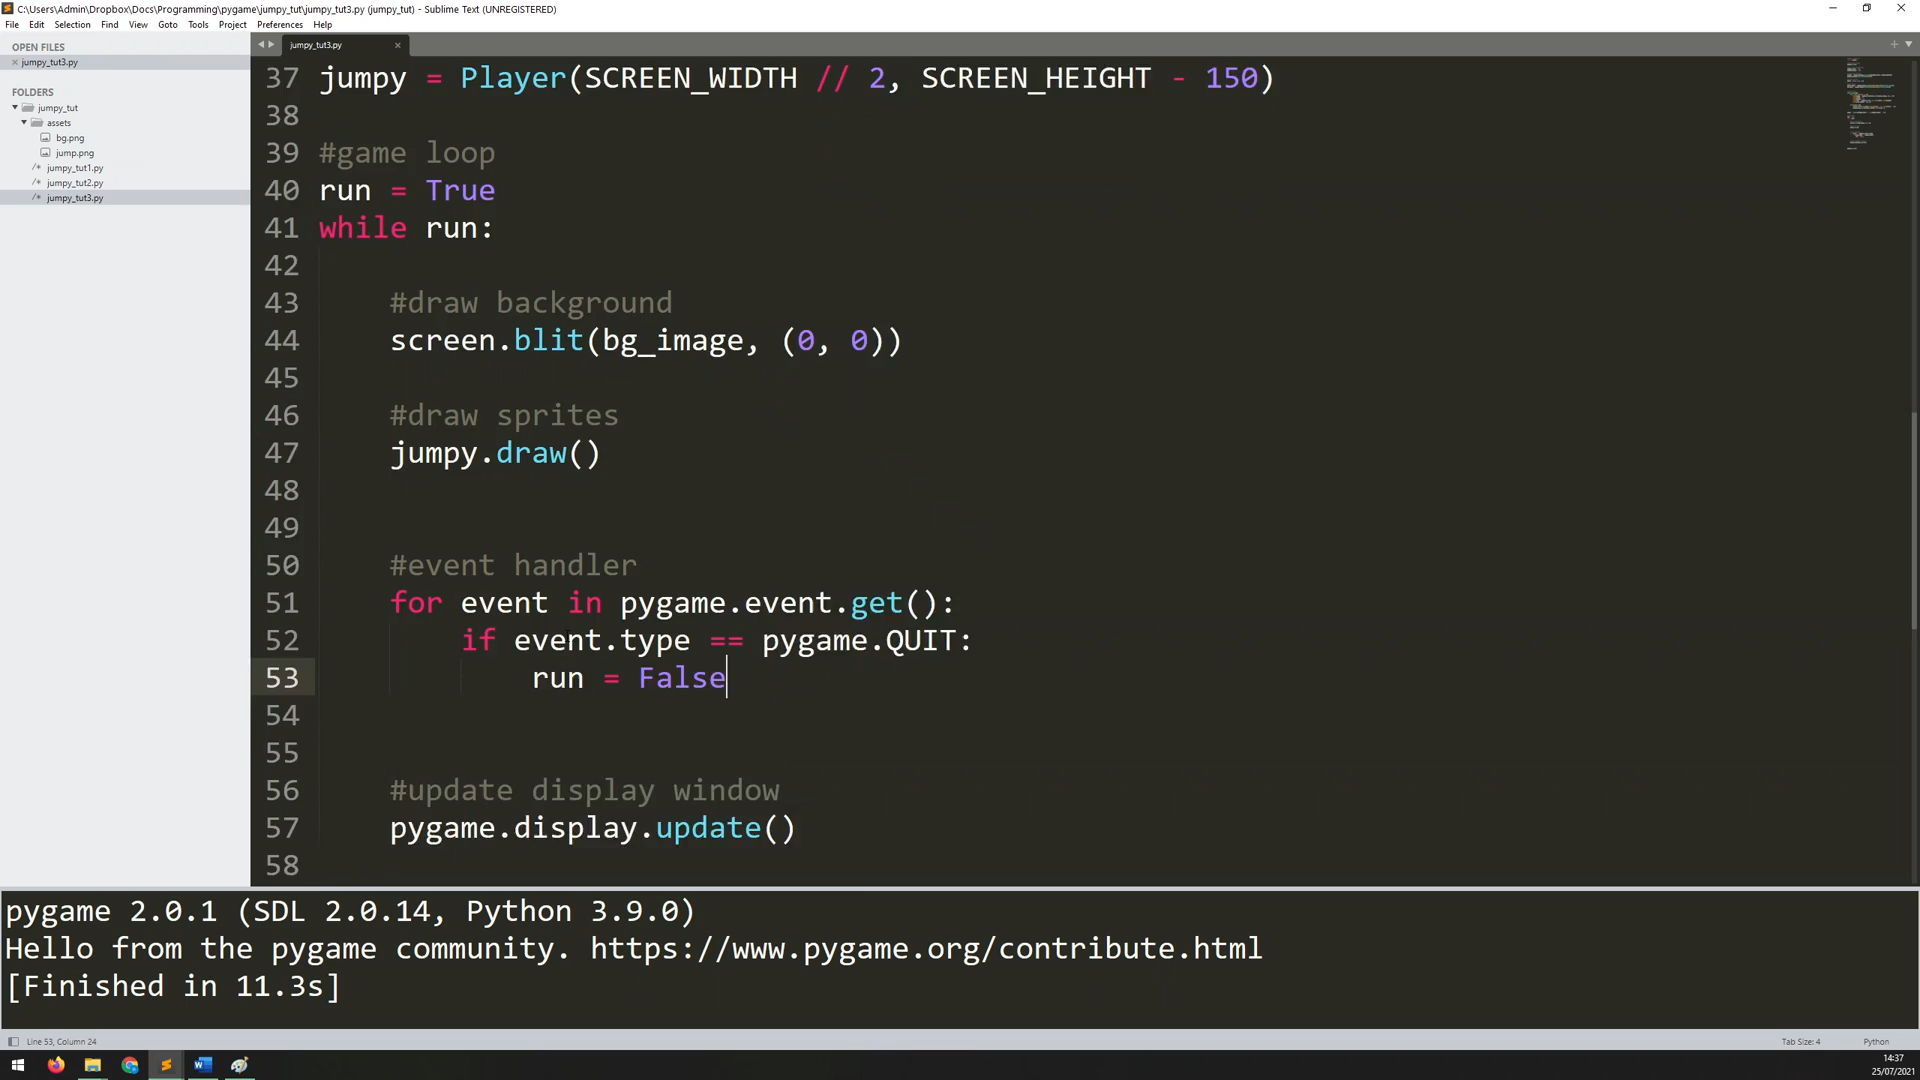 C:\Users\Admin\Dropbox\Docs\Programming\pygame\jumpy_tut\jumpy_tut3.py (jumpy_tut) - Sublime Text (UNREGISTERED)
File Edit Selection Find View Goto Tools Project Preferences Help
OPEN FILES
jumpy_tut3.py
FOLDERS
jumpy_tut
assets
bg.png
jump.png
jumpy_tut1.py
jumpy_tut2.py
jumpy_tut3.py
jumpy_tut3.py
37 jumpy = Player(SCREEN_WIDTH // 2, SCREEN_HEIGHT - 150)
38
39 #game loop
40 run = True
41 while run:
42
43 #draw background
44 screen.blit(bg_image, (0, 0))
45
46 #draw sprites
47 jumpy.draw()
48
49
50 #event handler
51 for event in pygame.event.get():
52 if event.type == pygame.QUIT:
53 run = False
54
55
56 #update display window
57 pygame.display.update()
58
pygame 2.0.1 (SDL 2.0.14, Python 3.9.0)
Hello from the pygame community. https://www.pygame.org/contribute.html
[Finished in 11.3s]
Line 53, Column 24
Tab Size: 4
Python
14:37
25/07/2021